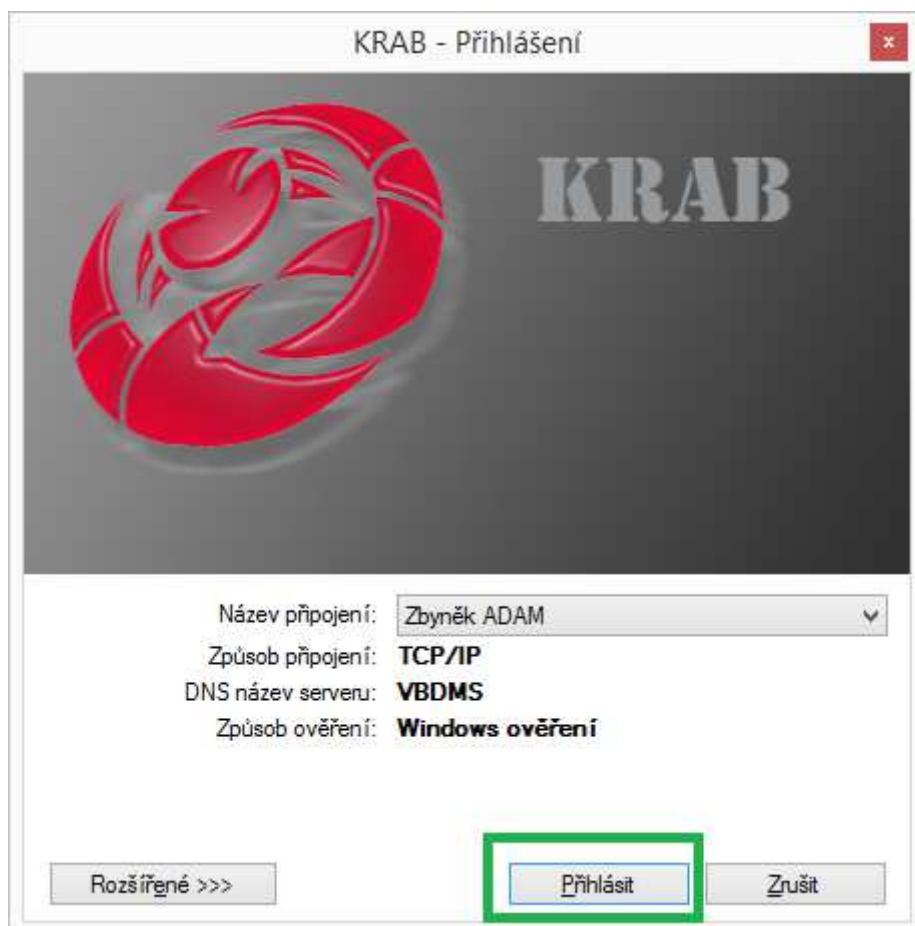 KRAB - Přihlášení
x
KRAB
Název připojení: Zbyněk ADAM
Způsob připojení: TCP/IP
DNS název serveru: VBDMS
Způsob ověření: Windows ověření
Rozšířené >>> Přihlásit Zrušit